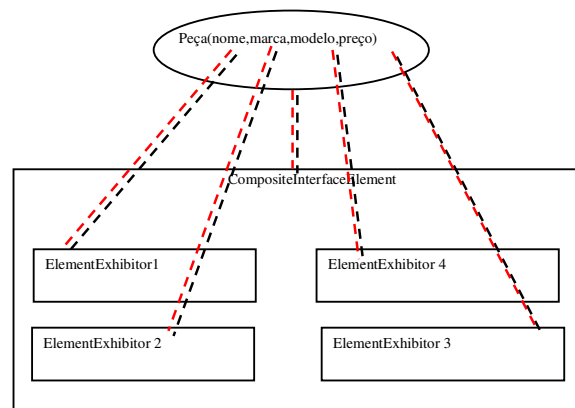 Peça(nome,marca,modelo,preço)
CompositeInterfaceElement
ElementExhibitor1
ElementExhibitor 4
ElementExhibitor 2
ElementExhibitor 3